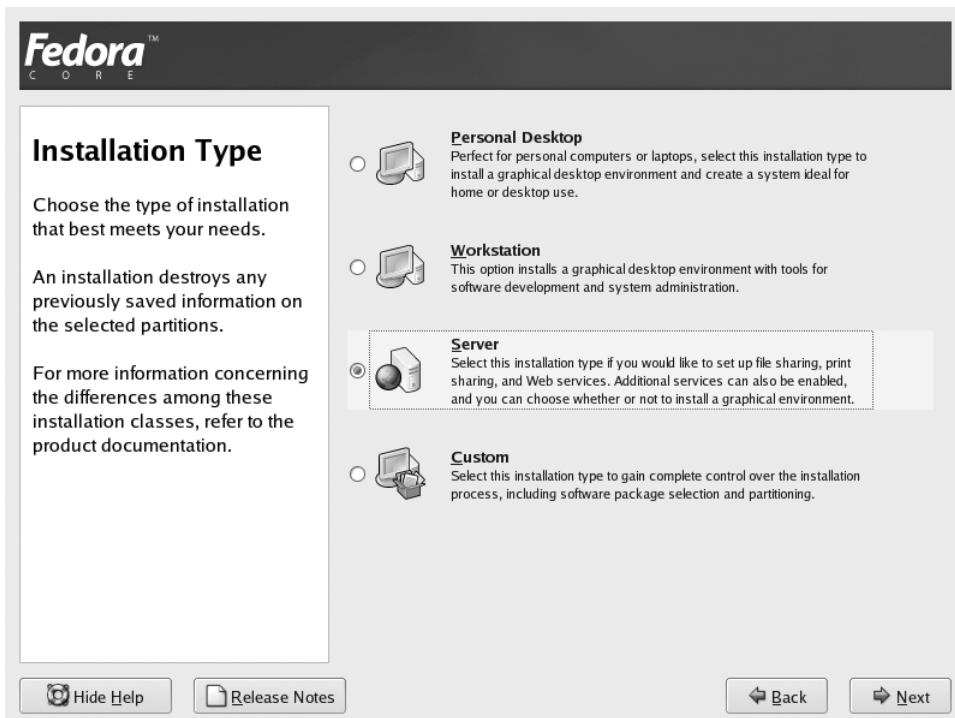 Fedora™
CORE
Installation Type
Choose the type of installation
that best meets your needs.
An installation destroys any
previously saved information on
the selected partitions.
For more information concerning
the differences among these
installation classes, refer to the
product documentation.
Personal Desktop
Perfect for personal computers or laptops, select this installation type to
install a graphical desktop environment and create a system ideal for
home or desktop use.
Workstation
This option installs a graphical desktop environment with tools for
software development and system administration.
Server
Select this installation type if you would like to set up file sharing, print
sharing, and Web services. Additional services can also be enabled,
and you can choose whether or not to install a graphical environment.
Custom
Select this installation type to gain complete control over the installation
process, including software package selection and partitioning.
Hide Help
Release Notes
Back
Next